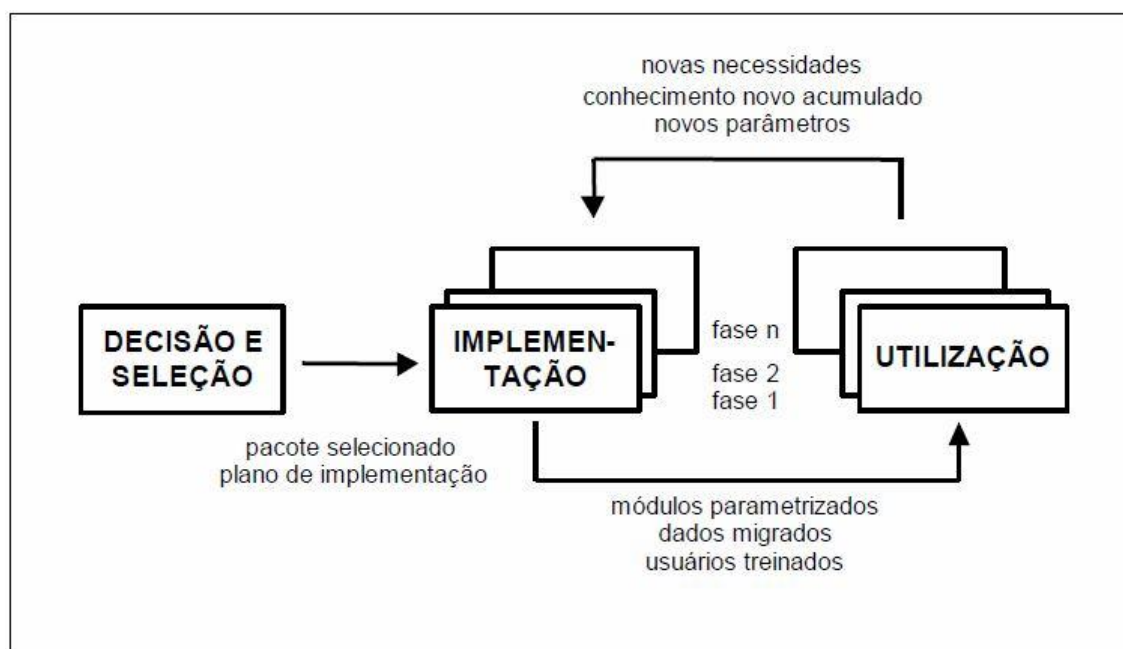 novas necessidades
conhecimento novo acumulado
novos parâmetros
DECISÃO E
SELEÇÃO
IMPLEMEN-
TAÇÃO
fase n
fase 2
fase 1
UTILIZAÇÃO
pacote selecionado
plano de implementação
módulos parametrizados
dados migrados
usuários treinados